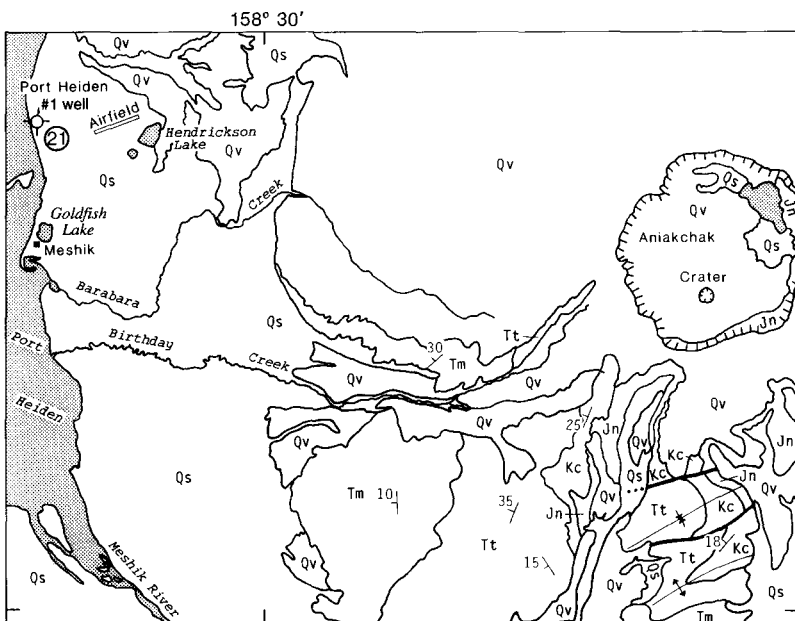 158° 30'
Qv
Qs
Qv
Port Heiden
#1 well
Airfield
21
Hendrickson
Lake
Qv
Qv
Qs
Qs
Qv
Jn
Creek
Goldfish
Lake
Meshik
Aniakchak
Qs
Crater
Barabara
Jn
Port
Birthday
Qs
Tt
30
Tm
Creek
Qv
Qv
Heiden
Qv
Qv
25
Jn
Qv
Jn
Qv
Kc
Qs
Kc
Kc
Jn
Qs
Tm
10
35
Jn
Qv
Tt
Kc
Qv
Tt
18
Kc
Tt
15
Meshik River
Qs
Qv
Qv
Qv
Qs
Tm
Qs